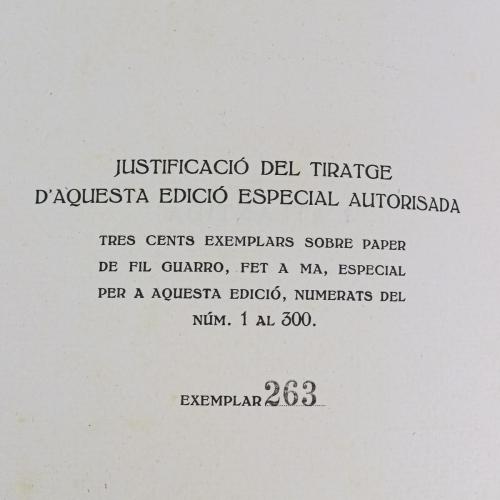 JUSTIFICACIÓ DEL TIRATGE
D'AQUESTA EDICIÓ ESPECIAL AUTORISADA
TRES CENTS EXEMPLARS SOBRE PAPER
DE FIL GUARRO, FET A MA, ESPECIAL
PER A AQUESTA EDICIÓ, NUMERATS DEL
NÚM. 1 AL 300.
EXEMPLAR 263